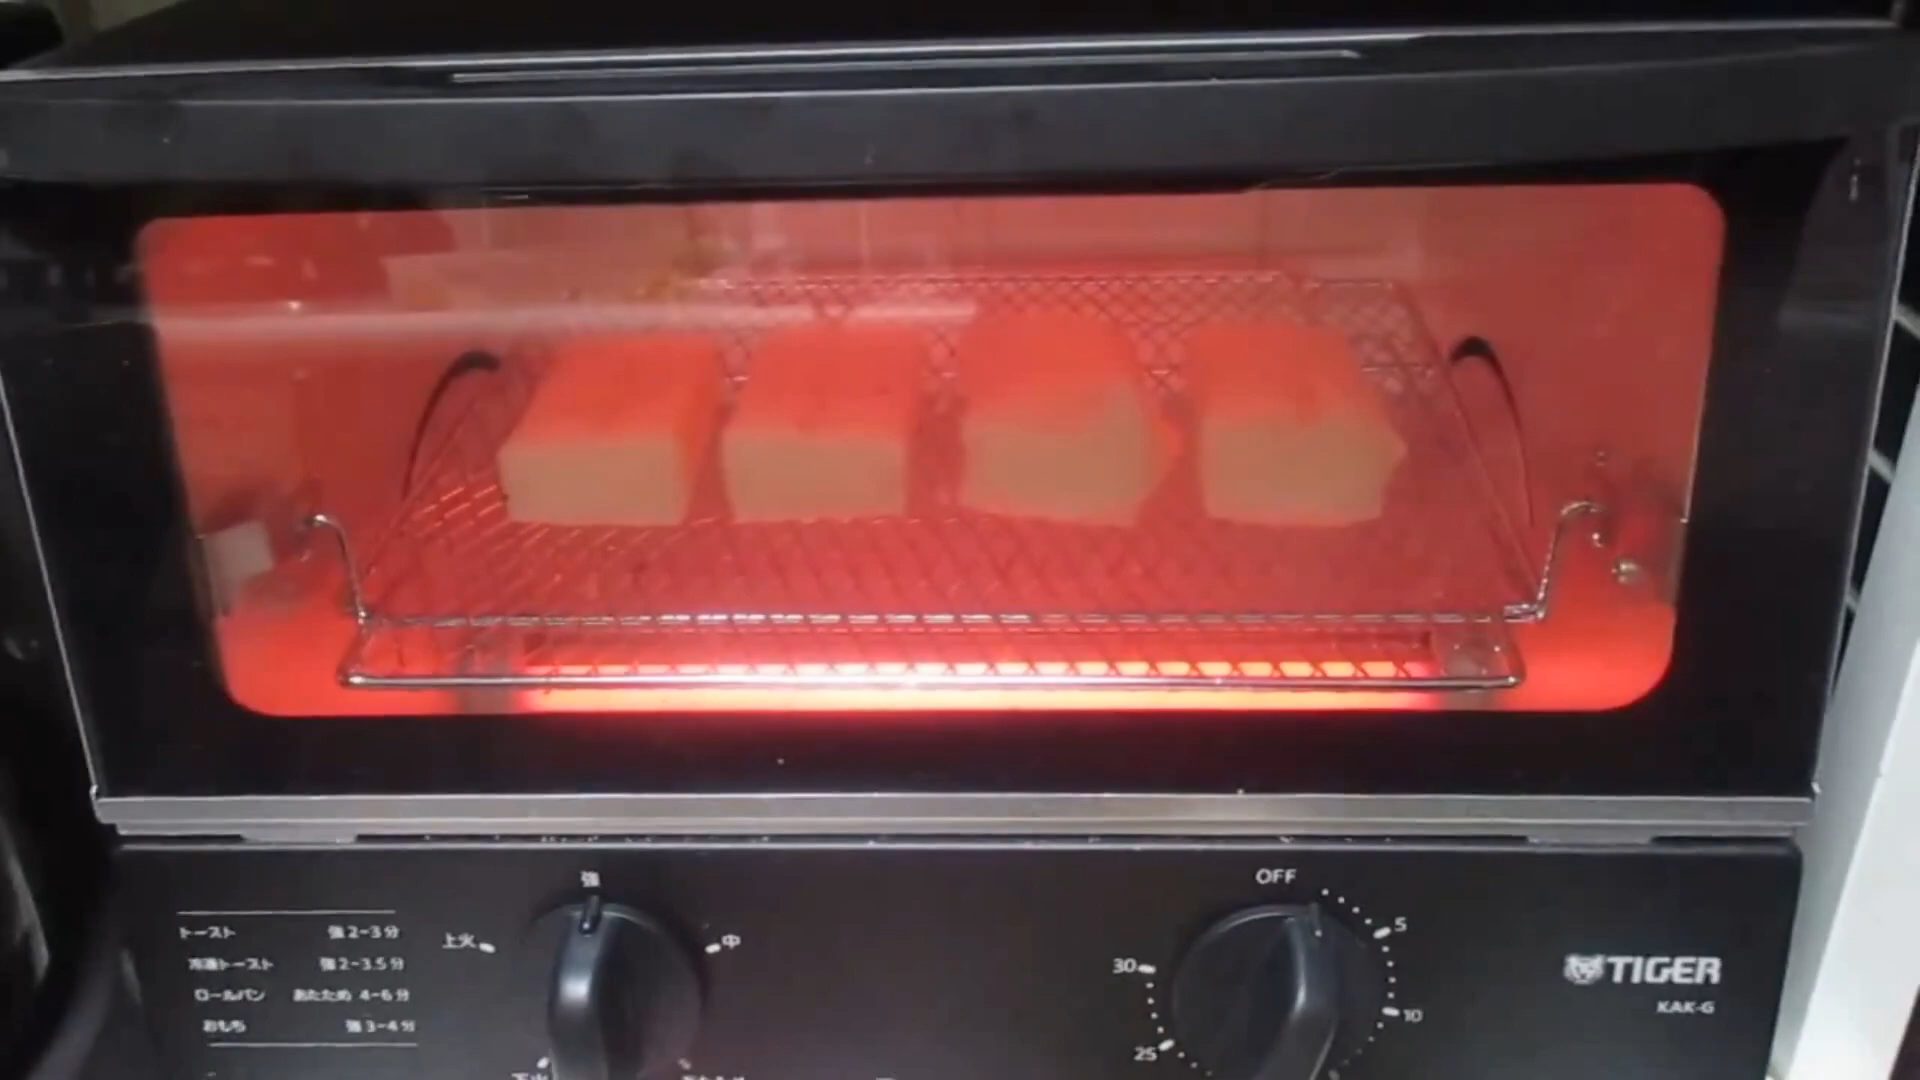 強
OFF
上火
中
5
10
25
30
トースト 強2-3分
冷凍トースト 強2-3.5分
ロールパン あたため 4-6分
おもち 強3-4分
TIGER
KAK-G